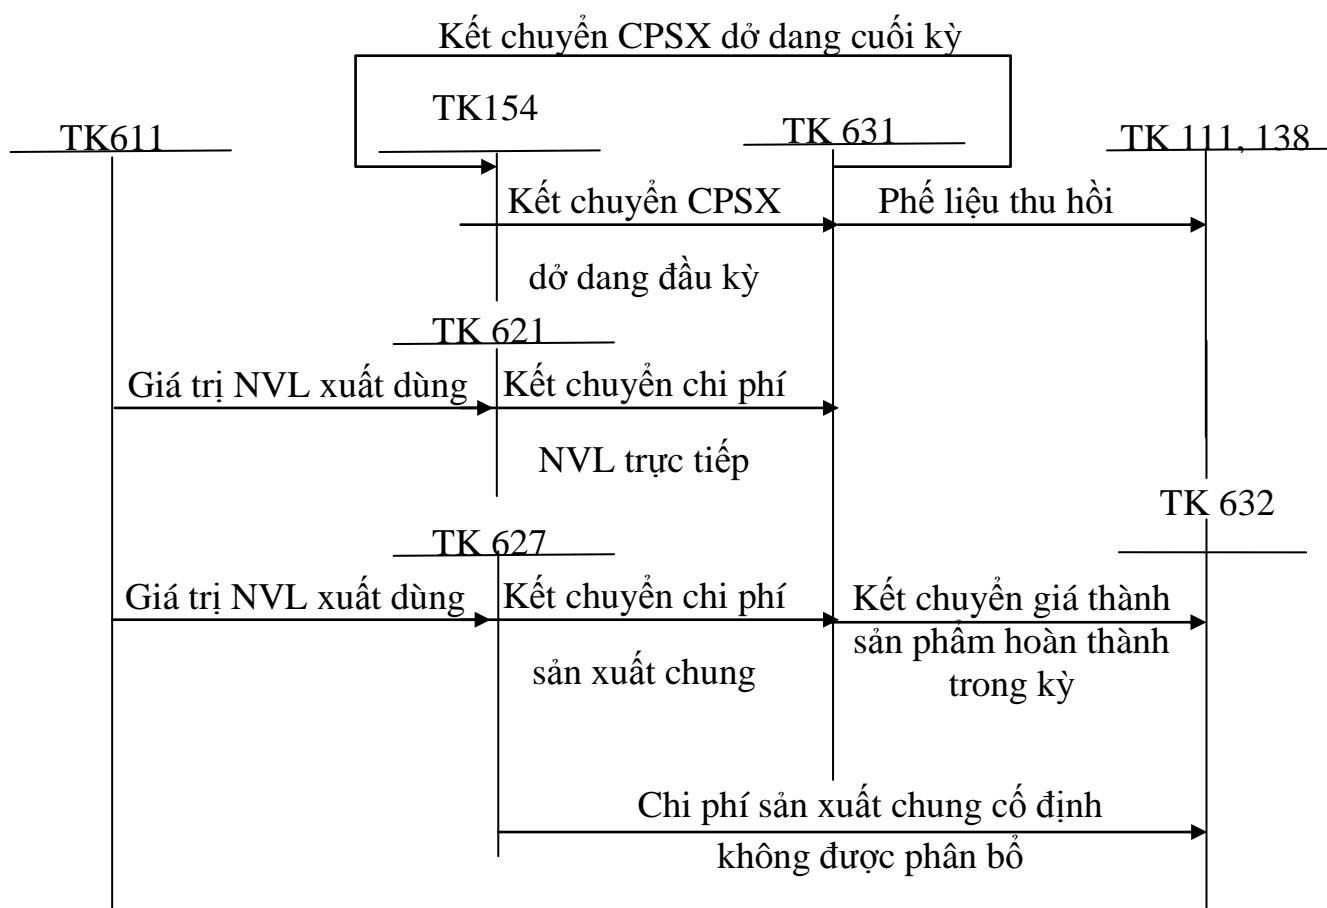 Kết chuyển CPSX dở dang cuối kỳ
TK154
TK611
TK 631
TK 111, 138
Kết chuyển CPSX
Phế liệu thu hồi
dở dang đầu kỳ
TK 621
Giá trị NVL xuất dùng
Kết chuyển chi phí
NVL trực tiếp
TK 632
TK 627
Giá trị NVL xuất dùng
Kết chuyển chi phí
Kết chuyển giá thành
sản phẩm hoàn thành
trong kỳ
sản xuất chung
Chi phí sản xuất chung cố định
không được phân bổ